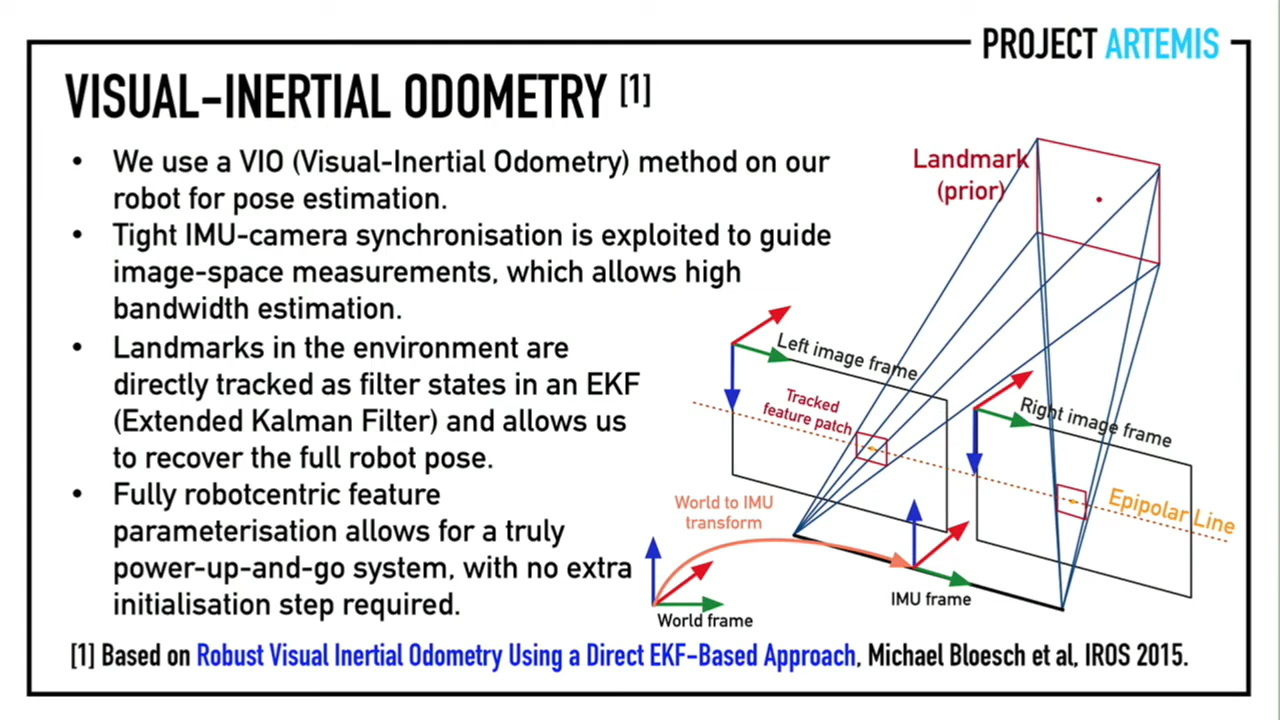 PROJECT ARTEMIS
VISUAL-INERTIAL ODOMETRY [1]
• We use a VIO (Visual-Inertial Odometry) method on our
robot for pose estimation.
• Tight IMU-camera synchronisation is exploited to guide
image-space measurements, which allows high
bandwidth estimation.
• Landmarks in the environment are
directly tracked as filter states in an EKF
(Extended Kalman Filter) and allows us
to recover the full robot pose.
• Fully robotcentric feature
parameterisation allows for a truly
power-up-and-go system, with no extra
initialisation step required.
Landmark
(prior)
Left image frame
Tracked
feature patch
Right image frame
Epipolar Line
World to IMU
transform
IMU frame
World frame
[1] Based on Robust Visual Inertial Odometry Using a Direct EKF-Based Approach, Michael Bloesch et al, IROS 2015.